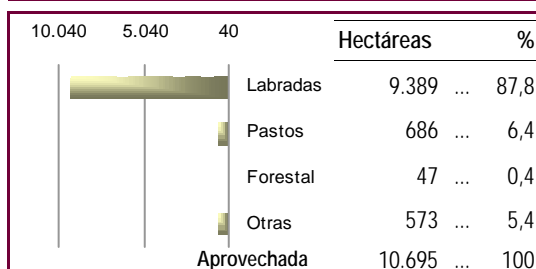 10.040 5.040 40 Hectáreas %
Labradas 9.389 ... 87,8
Pastos 686 ... 6,4
Forestal 47 ... 0,4
Otras 573 ... 5,4
Aprovechada 10.695 ... 100